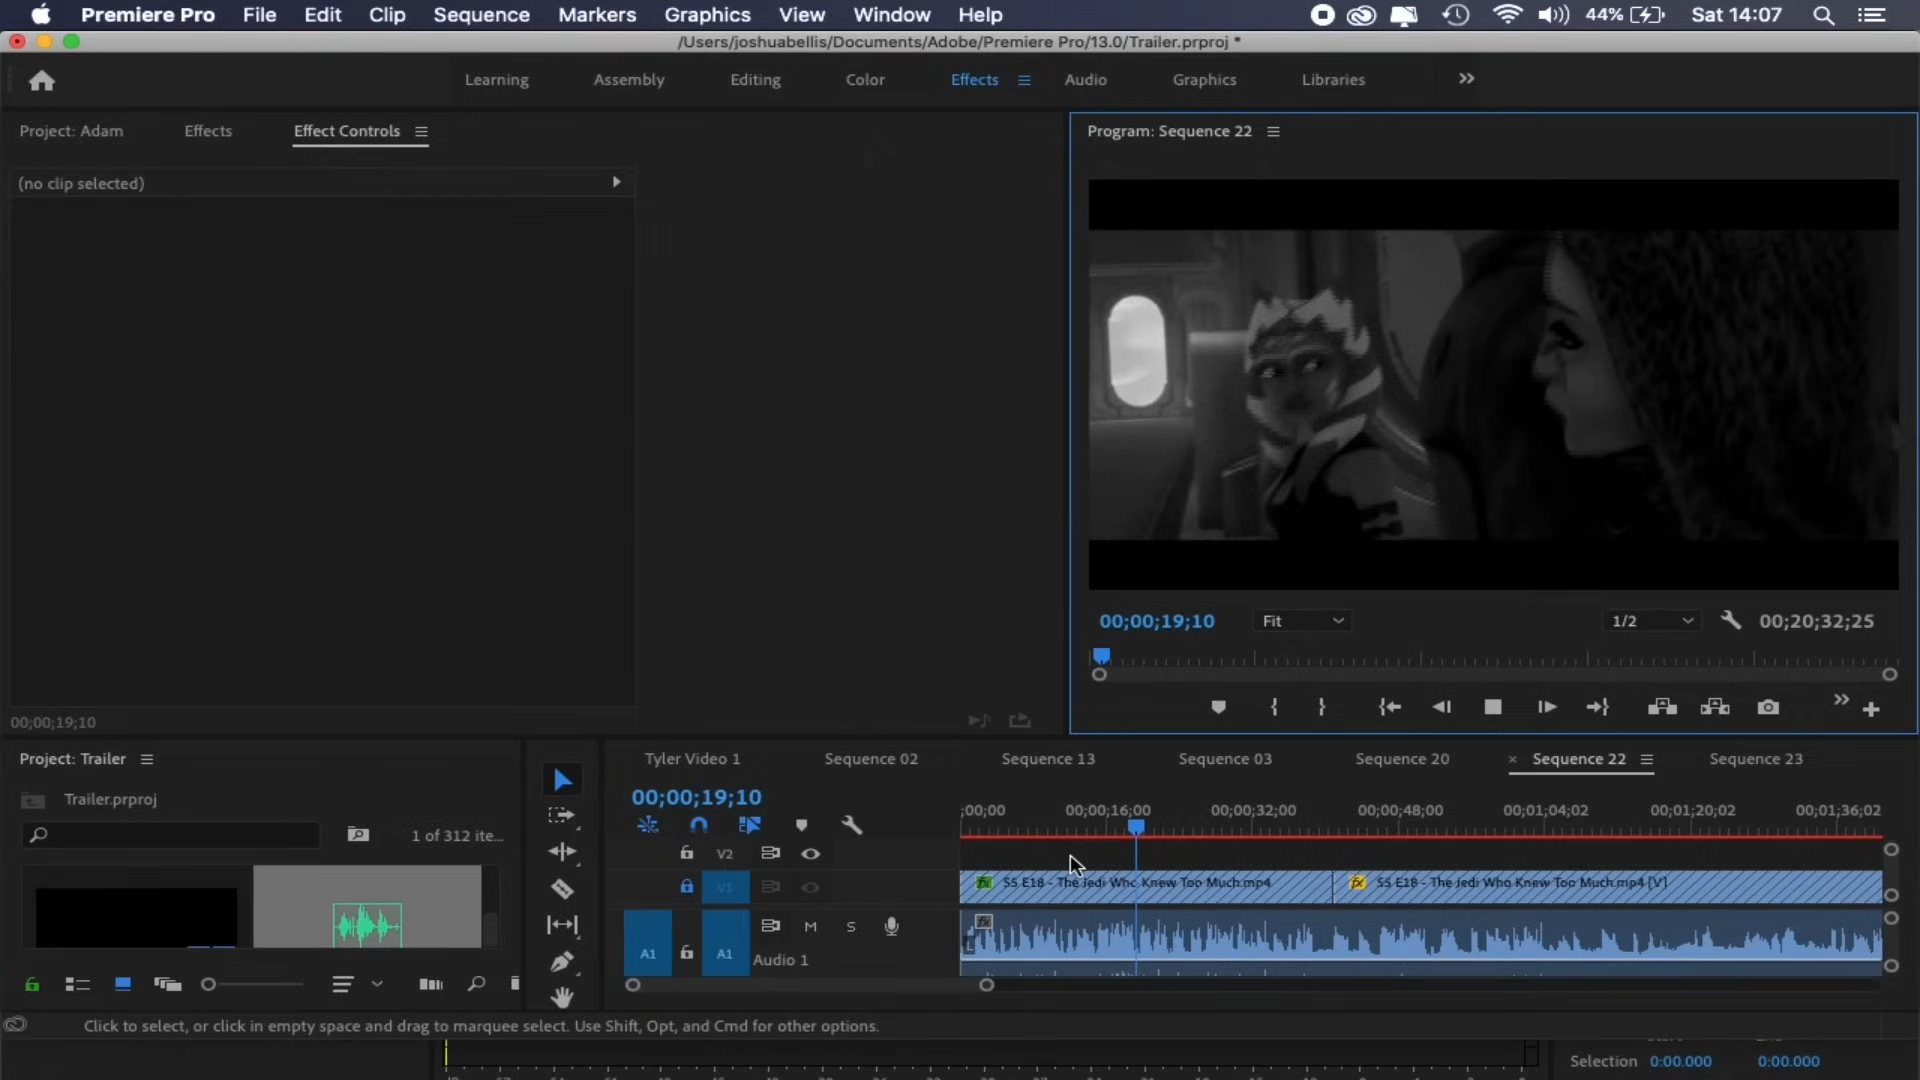 Premiere Pro File Edit Clip Sequence Markers Graphics View Window Help 44% Sat 14:07
/Users/joshuabellis/Documents/Adobe/Premiere Pro/13.0/Trailer.prproj *
Learning Assembly Editing Color Effects Audio Graphics Libraries
Project: Adam Effects Effect Controls
Program: Sequence 22
(no clip selected)
00;00;19;10 Fit 1/2 00;20;32;25
00;00;19;10
Project: Trailer
Tyler Video 1 Sequence 02 Sequence 13 Sequence 03 Sequence 20 × Sequence 22 Sequence 23
Trailer.prproj
1 of 312 ite...
00;00;19;10
;00;00 00;00;16;00 00;00;32;00 00;00;48;00 00;01;04;02 00;01;20;02 00;01;36;02
V2
V1
fx S5 E18 - The Jedi Who Knew Too Much.mp4 fx S5 E18 - The Jedi Who Knew Too Much.mp4 [V]
fx
A1 A1 M S
L
Audio 1
Click to select, or click in empty space and drag to marquee select. Use Shift, Opt, and Cmd for other options.
Selection 0:00.000 0:00.000